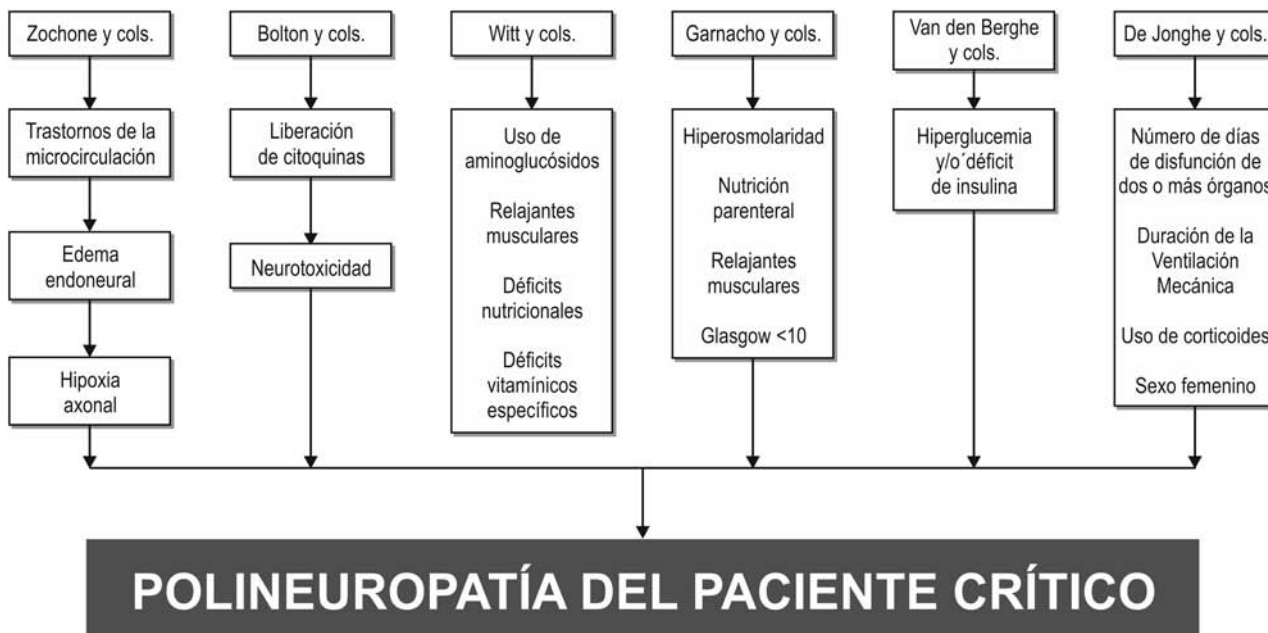 Zochone y cols.
Trastornos de la
microcirculación
Edema
endoneural
Hipoxia
axonal
Bolton y cols.
Liberación
de citoquinas
Neurotoxicidad
Witt y cols.
Uso de
aminoglucósidos
Relajantes
musculares
Déficits
nutricionales
Déficits
vitamínicos
específicos
Garnacho y cols.
Hiperosmolaridad
Nutrición
parenteral
Relajantes
musculares
Glasgow <10
Van den Berghe
y cols.
Hiperglucemia
y/o´déficit
de insulina
De Jonghe y cols.
Número de días
de disfunción de
dos o más órganos
Duración de la
Ventilación
Mecánica
Uso de corticoides
Sexo femenino
POLINEUROPATÍA DEL PACIENTE CRÍTICO